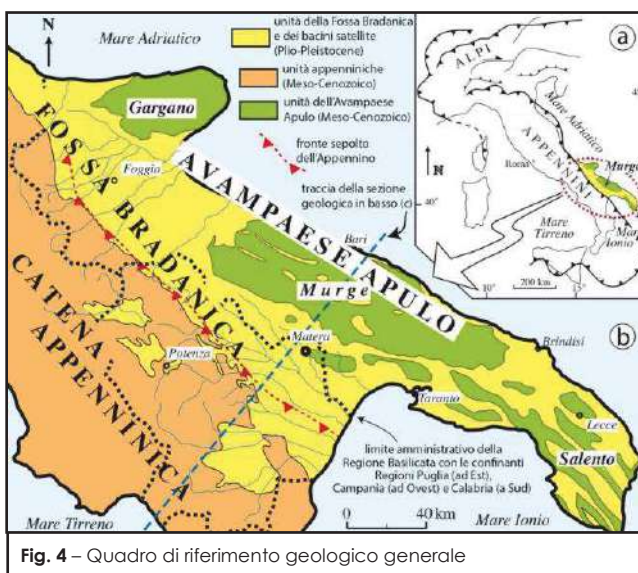 N
Mare Adriatico
unità della Fossa Bradanica
e dei bacini satellite
(Plio-Pleistocene)
unità appenniniche
(Meso-Cenozoico)
unità dell'Avampaese
Apulo (Meso-Cenozoico)
fronte sepolto
dell'Appennino
traccia della sezione
geologica in basso (c)
Gargano
Foggia
FOSSA BRADANICA
AVAMPAESE APULO
CATENA
APPENNINICA
Bari
Murge
Matera
Potenza
Taranto
Brindisi
Lecce
Salento
limite amministrativo della
Regione Basilicata con le confinanti
Regioni Puglia (ad Est),
Campania (ad Ovest) e Calabria (a Sud)
0 40 km
Mare Tirreno
Mare Ionio
b
a
ALPI
Mare Adriatico
APPENNINI
Roma
Murge
N
40°
Mare
Tirreno
Mar
Ionio
200 km
10°
15°
Fig. 4 – Quadro di riferimento geologico generale